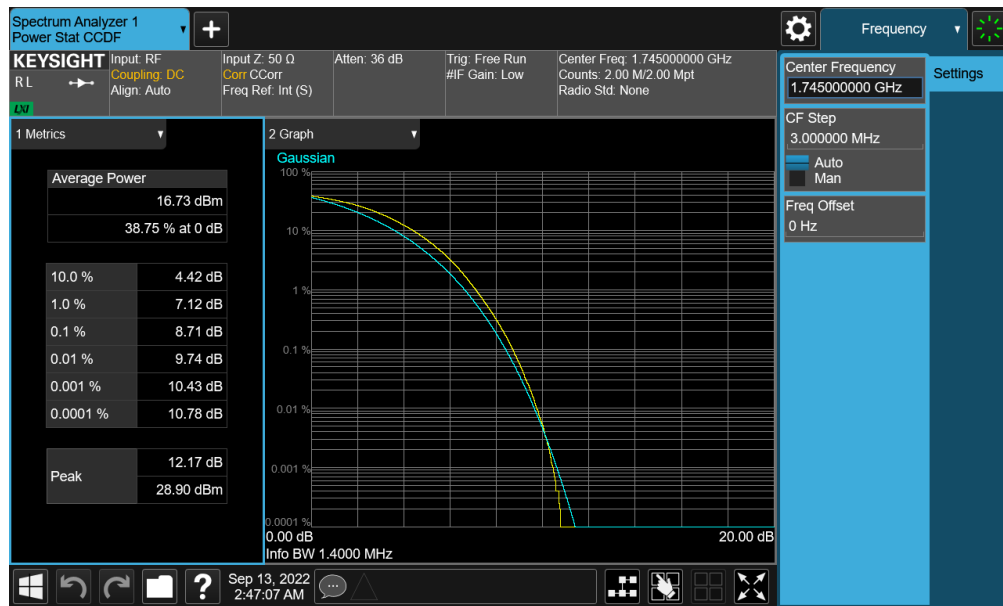 Spectrum Analyzer 1
Power Stat CCDF
+
Frequency
KEYSIGHT
R L
LXI
Input: RF
Coupling: DC
Align: Auto
Input Z: 50 Ω
Corr CCorr
Freq Ref: Int (S)
Atten: 36 dB
Trig: Free Run
#IF Gain: Low
Center Freq: 1.745000000 GHz
Counts: 2.00 M/2.00 Mpt
Radio Std: None
Center Frequency
1.745000000 GHz
Settings
CF Step
3.000000 MHz
Auto
Man
Freq Offset
0 Hz
1 Metrics
Average Power
16.73 dBm
38.75 % at 0 dB
10.0 % 4.42 dB
1.0 % 7.12 dB
0.1 % 8.71 dB
0.01 % 9.74 dB
0.001 % 10.43 dB
0.0001 % 10.78 dB
Peak
12.17 dB
28.90 dBm
2 Graph
Gaussian
100 %
10 %
1 %
0.1 %
0.01 %
0.001 %
0.0001 %
0.00 dB 20.00 dB
Info BW 1.4000 MHz
?
Sep 13, 2022
2:47:07 AM